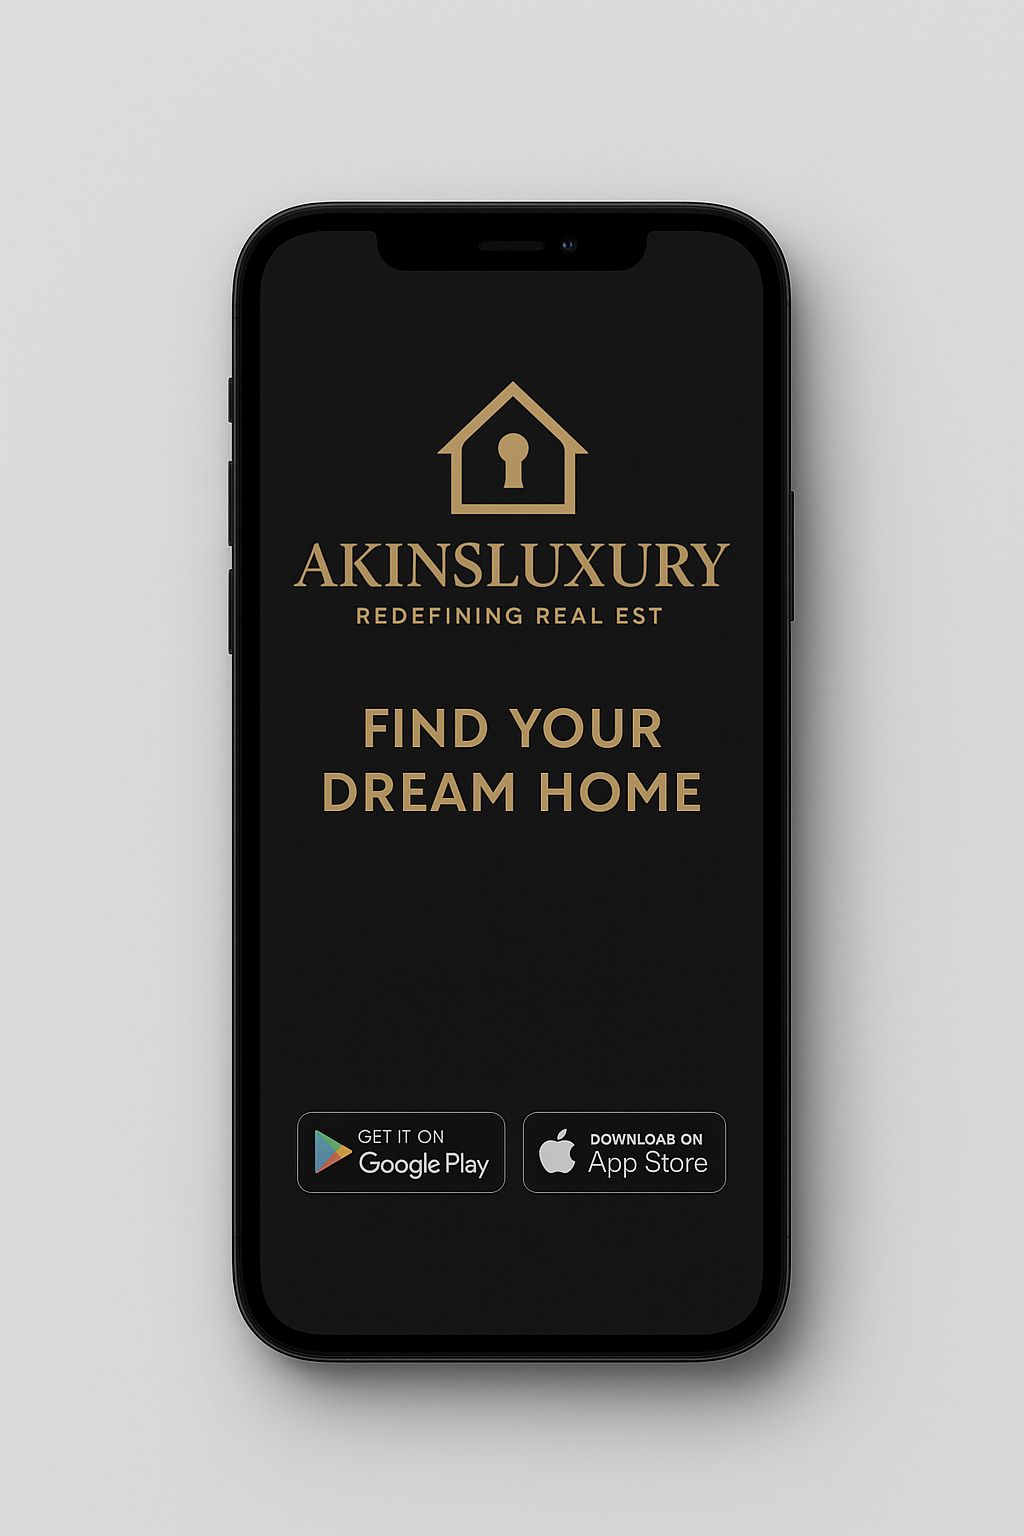 AKINSLUXURY
REDEFINING REAL EST
FIND YOUR
DREAM HOME
GET IT ON
Google Play
DOWNLOAB ON
App Store